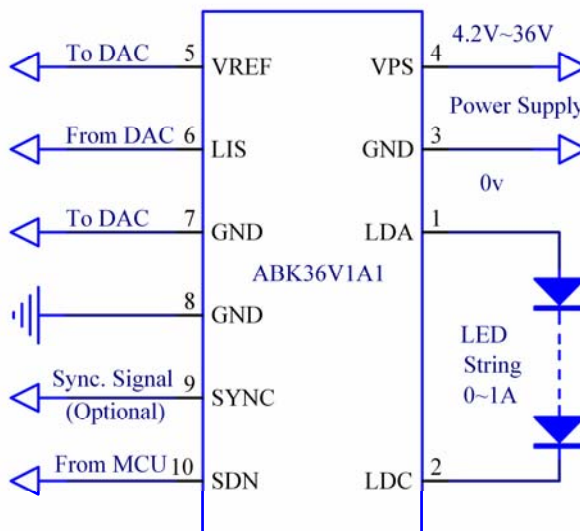 To DAC 5 VREF VPS 4 4.2V~36V
Power Supply
From DAC 6 LIS GND 3
0v
To DAC 7 GND LDA 1
ABK36V1A1
8 GND
LED
String
0~1A
Sync. Signal 9 SYNC
(Optional)
From MCU 10 SDN LDC 2